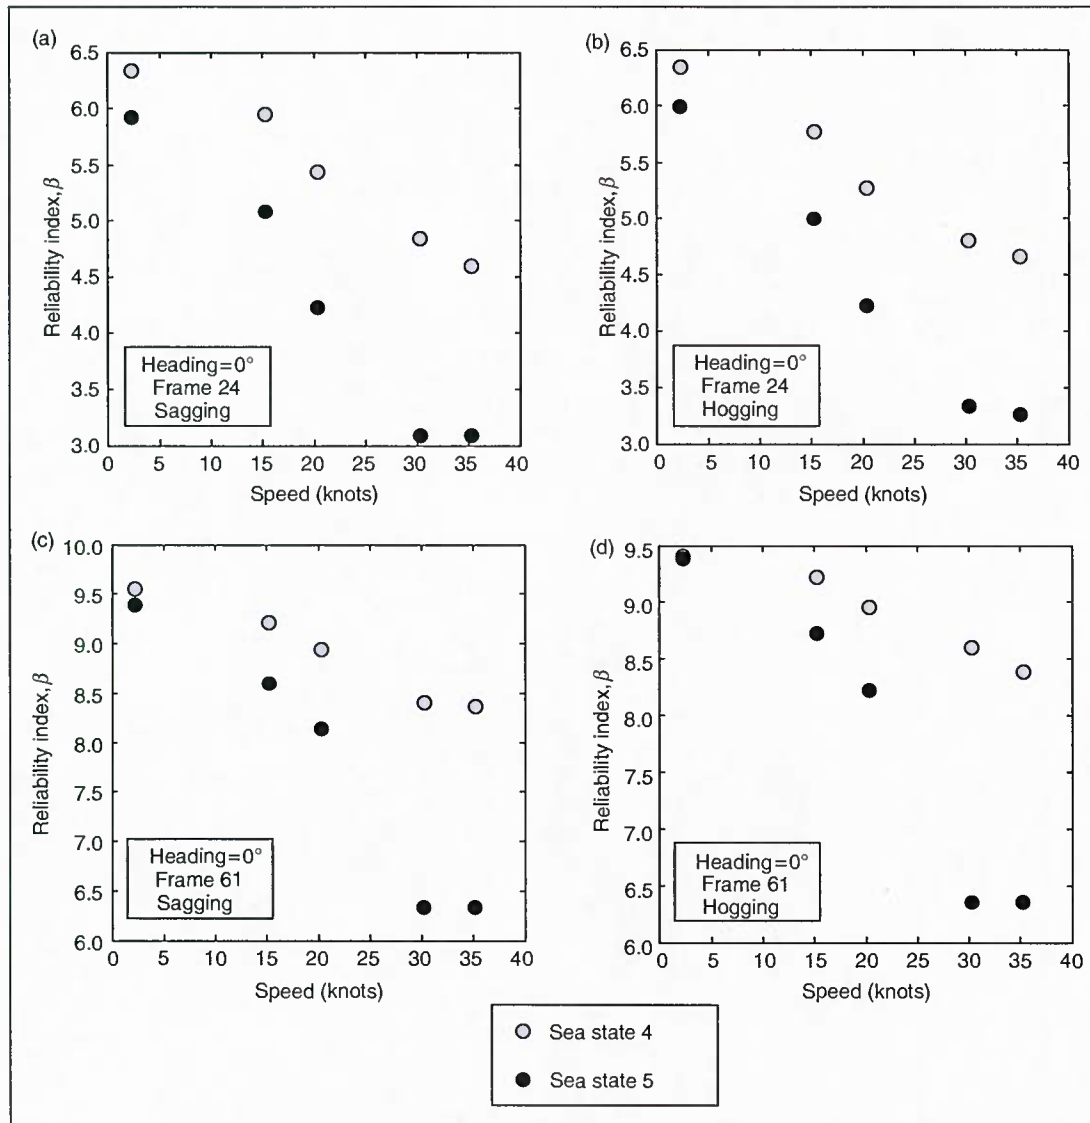 (a)
6.5
6.0
5.5
5.0
4.5
4.0
3.5
3.0
Reliability index, β
Heading=0°
Frame 24
Sagging
0 5 10 15 20 25 30 35 40
Speed (knots)
(b)
6.5
6.0
5.5
5.0
4.5
4.0
3.5
3.0
Reliability index, β
Heading=0°
Frame 24
Hogging
0 5 10 15 20 25 30 35 40
Speed (knots)
(c)
10.0
9.5
9.0
8.5
8.0
7.5
7.0
6.5
6.0
Reliability index, β
Heading=0°
Frame 61
Sagging
0 5 10 15 20 25 30 35 40
Speed (knots)
(d)
9.5
9.0
8.5
8.0
7.5
7.0
6.5
6.0
Reliability index, β
Heading=0°
Frame 61
Hogging
0 5 10 15 20 25 30 35 40
Speed (knots)
Sea state 4
Sea state 5